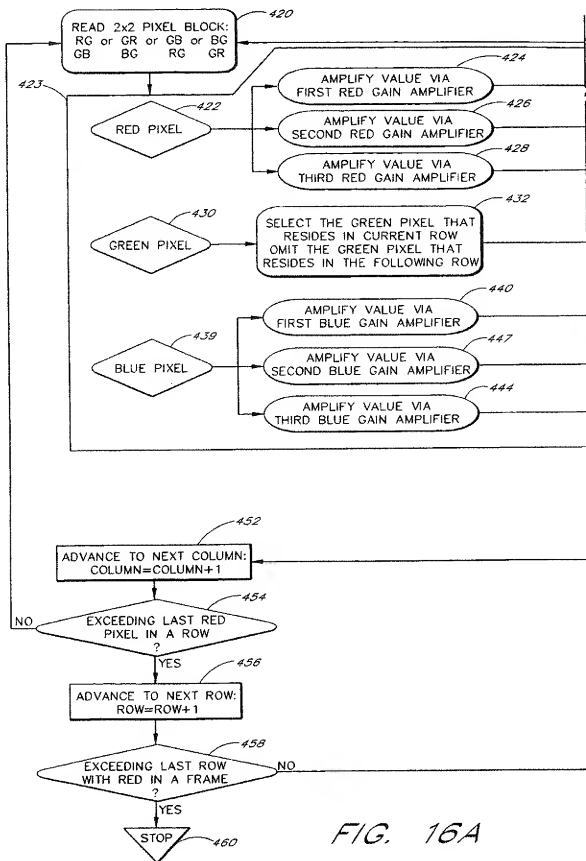 420
READ 2x2 PIXEL BLOCK:
RG or GR or GB or BG
GB BG RG GR
423
422
RED PIXEL
424
AMPLIFY VALUE VIA
FIRST RED GAIN AMPLIFIER
426
AMPLIFY VALUE VIA
SECOND RED GAIN AMPLIFIER
428
AMPLIFY VALUE VIA
THIRD RED GAIN AMPLIFIER
430
GREEN PIXEL
432
SELECT THE GREEN PIXEL THAT
RESIDES IN CURRENT ROW
OMIT THE GREEN PIXEL THAT
RESIDES IN THE FOLLOWING ROW
439
BLUE PIXEL
440
AMPLIFY VALUE VIA
FIRST BLUE GAIN AMPLIFIER
447
AMPLIFY VALUE VIA
SECOND BLUE GAIN AMPLIFIER
444
AMPLIFY VALUE VIA
THIRD BLUE GAIN AMPLIFIER
452
ADVANCE TO NEXT COLUMN:
COLUMN=COLUMN+1
454
EXCEEDING LAST RED
PIXEL IN A ROW
?
NO
YES
456
ADVANCE TO NEXT ROW:
ROW=ROW+1
458
EXCEEDING LAST ROW
WITH RED IN A FRAME
?
NO
YES
STOP
460
FIG. 16A